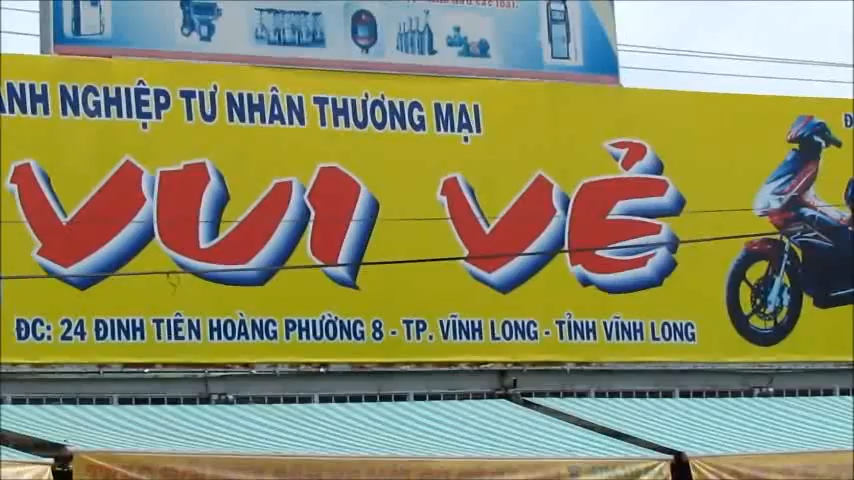 NGHIỆP TƯ NHÂN THƯƠNG MẠI
VUI VẺ
ĐC: 24 ĐINH TIÊN HOÀNG PHƯỜNG 8 - TP. VĨNH LONG - TỈNH VĨNH LONG